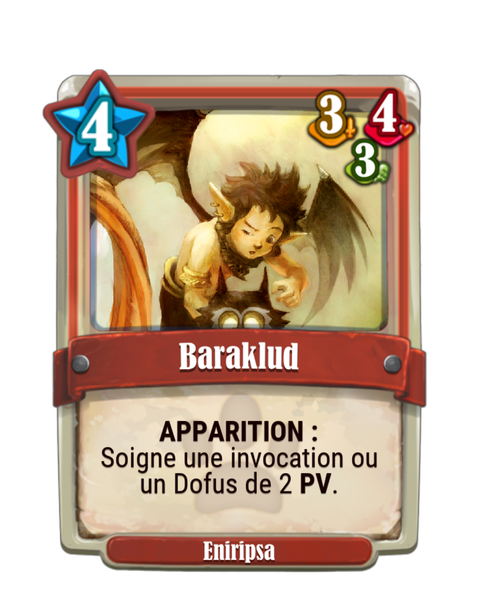 4
3
4
3
Baraklud
APPARITION :
Soigne une invocation ou
un Dofus de 2 PV.
Eniripsa